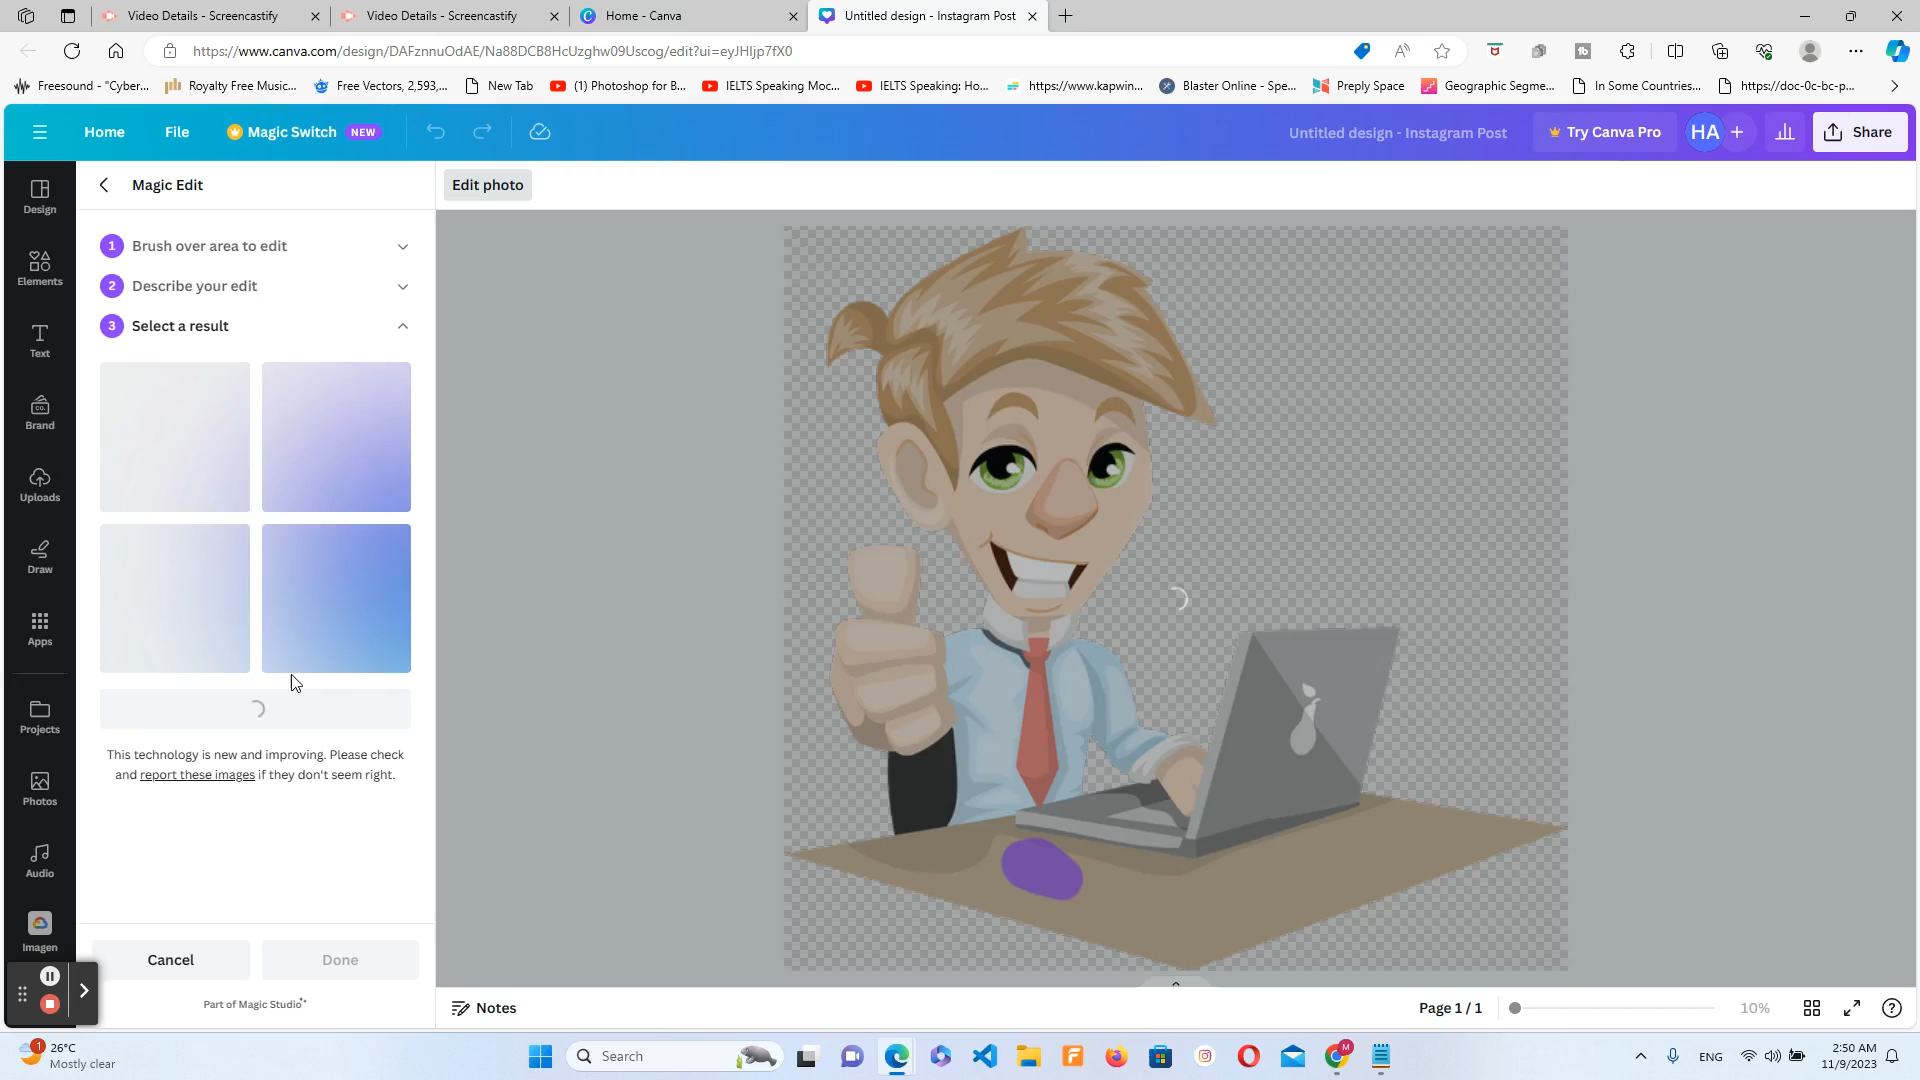 Video Details - Screencastify
Video Details - Screencastify
Home - Canva
Untitled design - Instagram Post
https://www.canva.com/design/DAFznnuOdAE/Na88DCB8HcUzghw09Uscog/edit?ui=eyJHIjp7fX0
Freesound - "Cyber...
Royalty Free Music...
Free Vectors, 2,593,...
New Tab
(1) Photoshop for B...
IELTS Speaking Moc...
IELTS Speaking: Ho...
https://www.kapwin...
Blaster Online - Spe...
Preply Space
Geographic Segme...
In Some Countries...
https://doc-0c-bc-p...
Home
File
Magic Switch NEW
Untitled design - Instagram Post
Try Canva Pro
HA
Share
Design
Elements
Text
Brand
Uploads
Draw
Apps
Projects
Photos
Audio
Imagen
Magic Edit
1 Brush over area to edit
2 Describe your edit
3 Select a result
This technology is new and improving. Please check
and report these images if they don't seem right.
Cancel
Done
Part of Magic Studio
Edit photo
Notes
Page 1 / 1
10%
1
26°C
Mostly clear
Search
M
ENG
2:50 AM
11/9/2023